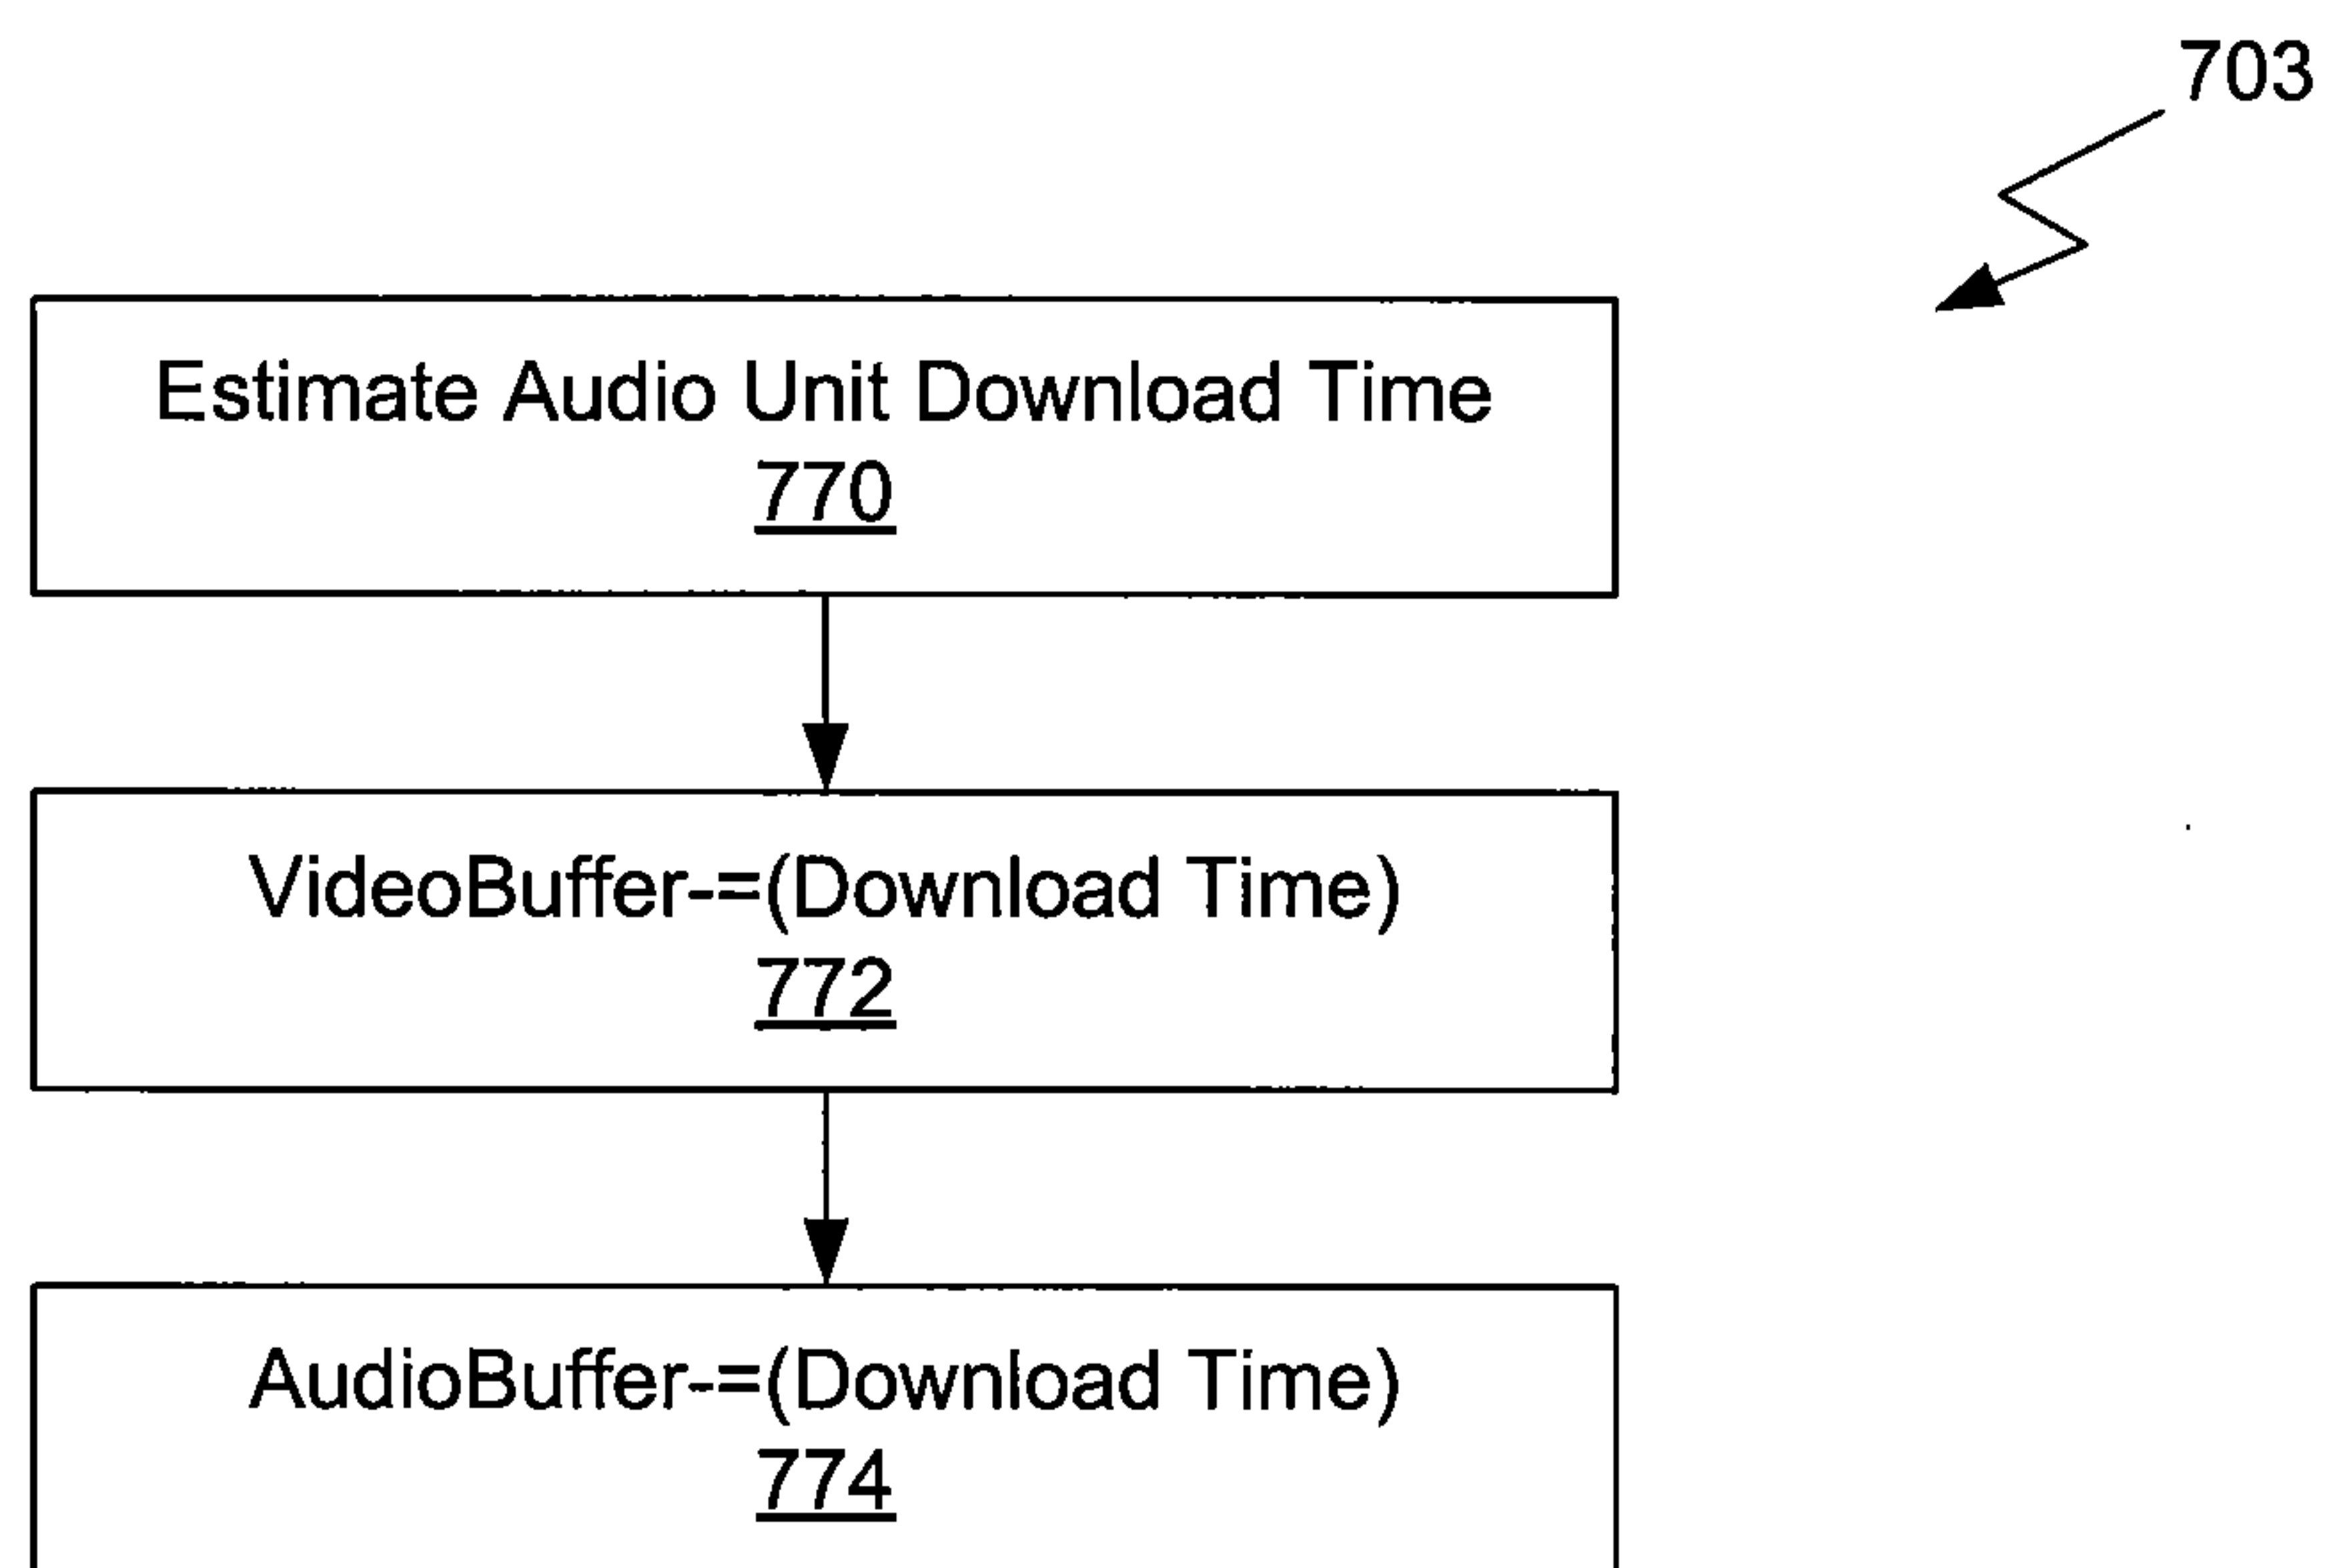 703
Estimate Audio Unit Download Time
770
VideoBuffer-=(Download Time)
772
AudioBuffer-=(Download Time)
774